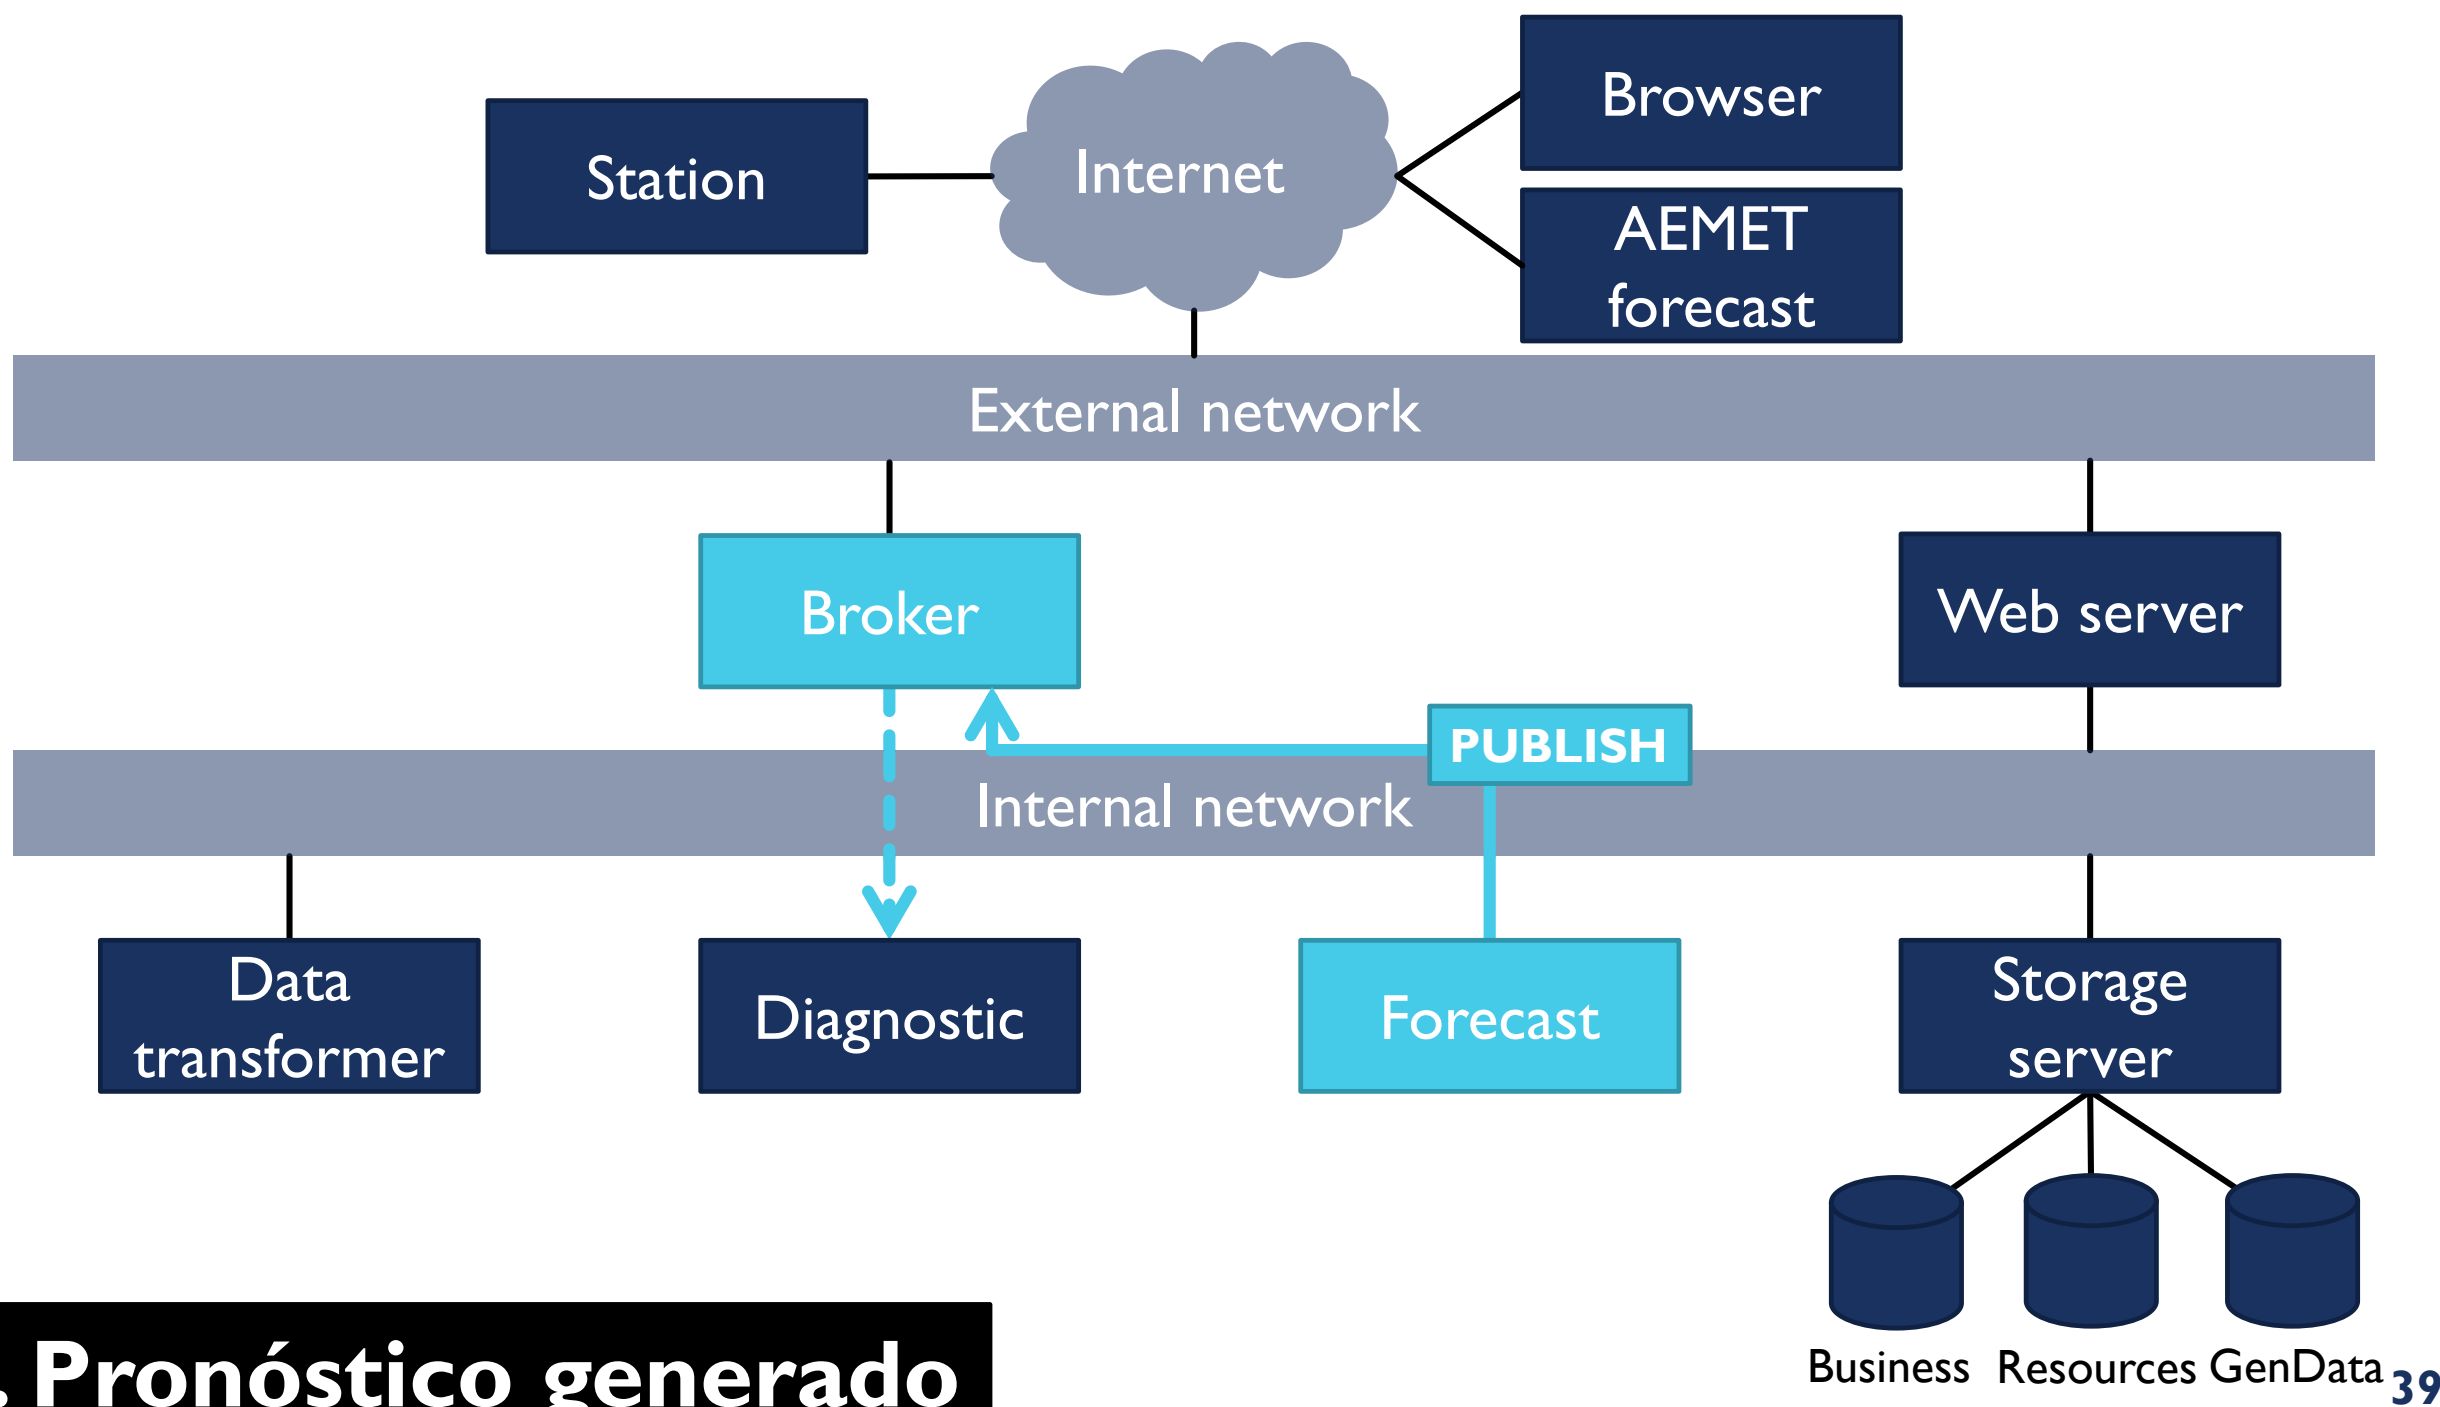 Browser
Station
Internet
AEMET
forecast
External network
Broker
Web server
PUBLISH
Internal network
Data
transformer
Diagnostic
Forecast
Storage
server
Business
Resources
GenData
. Pronóstico generado
39